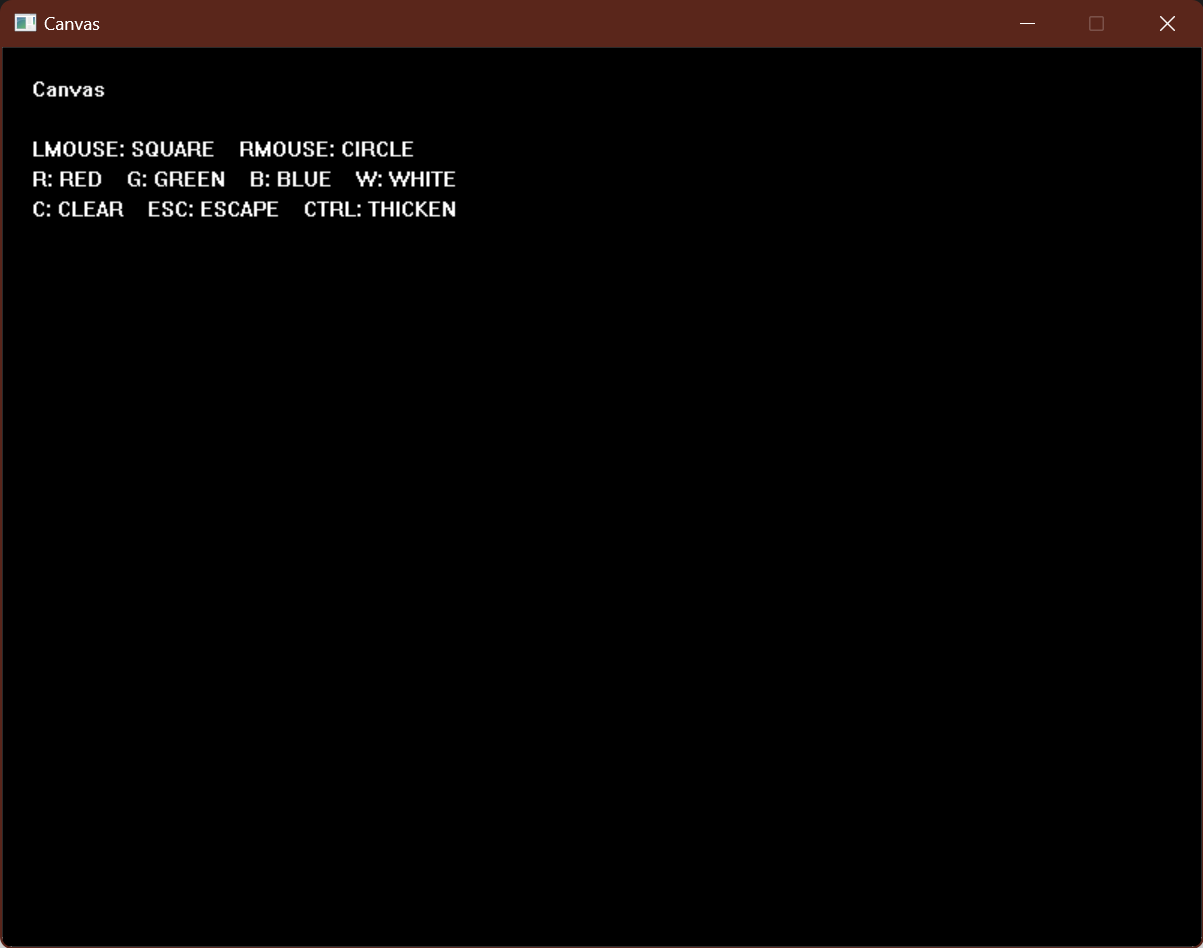 Canvas
Canvas
LMOUSE: SQUARE    RMOUSE: CIRCLE
R: RED    G: GREEN    B: BLUE    W: WHITE
C: CLEAR    ESC: ESCAPE    CTRL: THICKEN